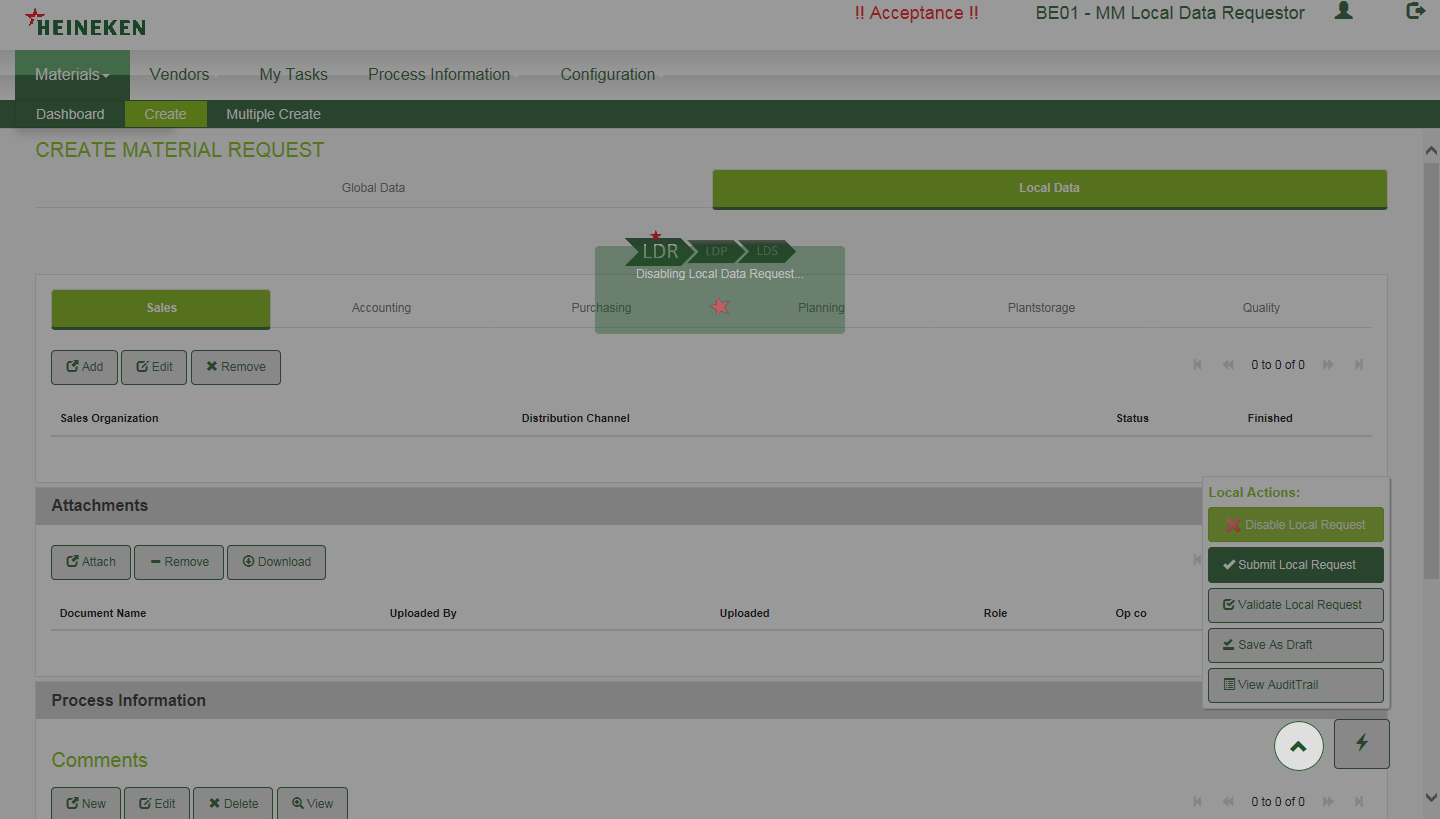 HEINEKEN
!! Acceptance !!
BE01 - MM Local Data Requestor
Materials
Vendors
My Tasks
Process Information
Configuration
Dashboard
Create
Multiple Create
CREATE MATERIAL REQUEST
Global Data
Local Data
LDR
LDP
LDS
Disabling Local Data Request...
Sales
Accounting
Purchasing
Planning
Plantstorage
Quality
Add
Edit
Remove
0 to 0 of 0
Sales Organization
Distribution Channel
Status
Finished
Attachments
Attach
Remove
Download
Document Name
Uploaded By
Uploaded
Role
Op co
Local Actions:
Disable Local Request
Submit Local Request
Validate Local Request
Save As Draft
View AuditTrail
Process Information
Comments
New
Edit
Delete
View
0 to 0 of 0